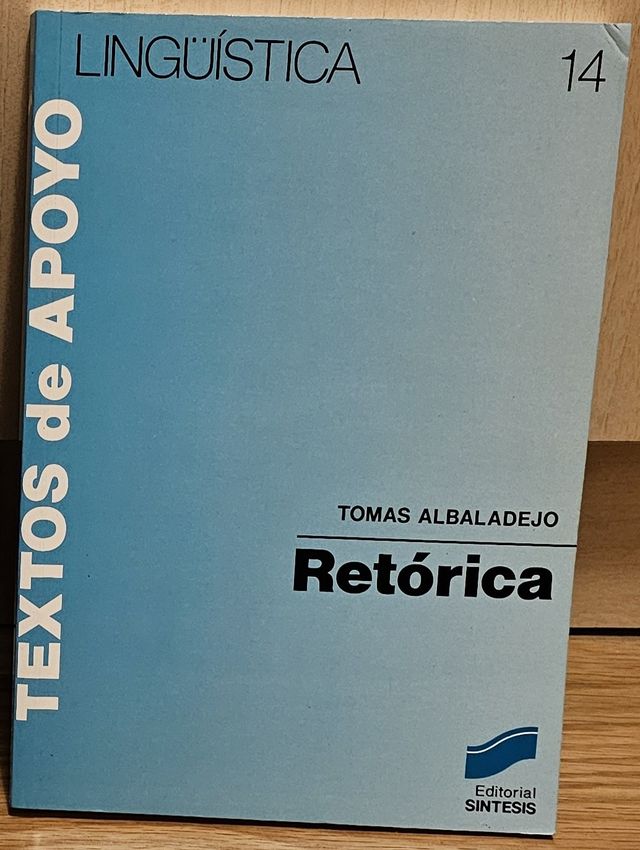 LINGÜÍSTICA
14
TEXTOS de APOYO
TOMAS ALBALADEJO
Retórica
Editorial
SINTESIS